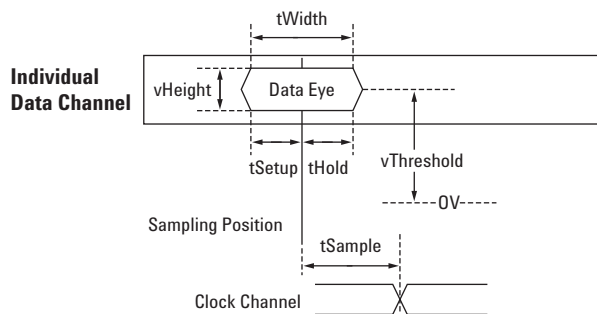 tWidth
Individual
Data Channel
vHeight
Data Eye
tSetup
tHold
vThreshold
0V
Sampling Position
tSample
Clock Channel